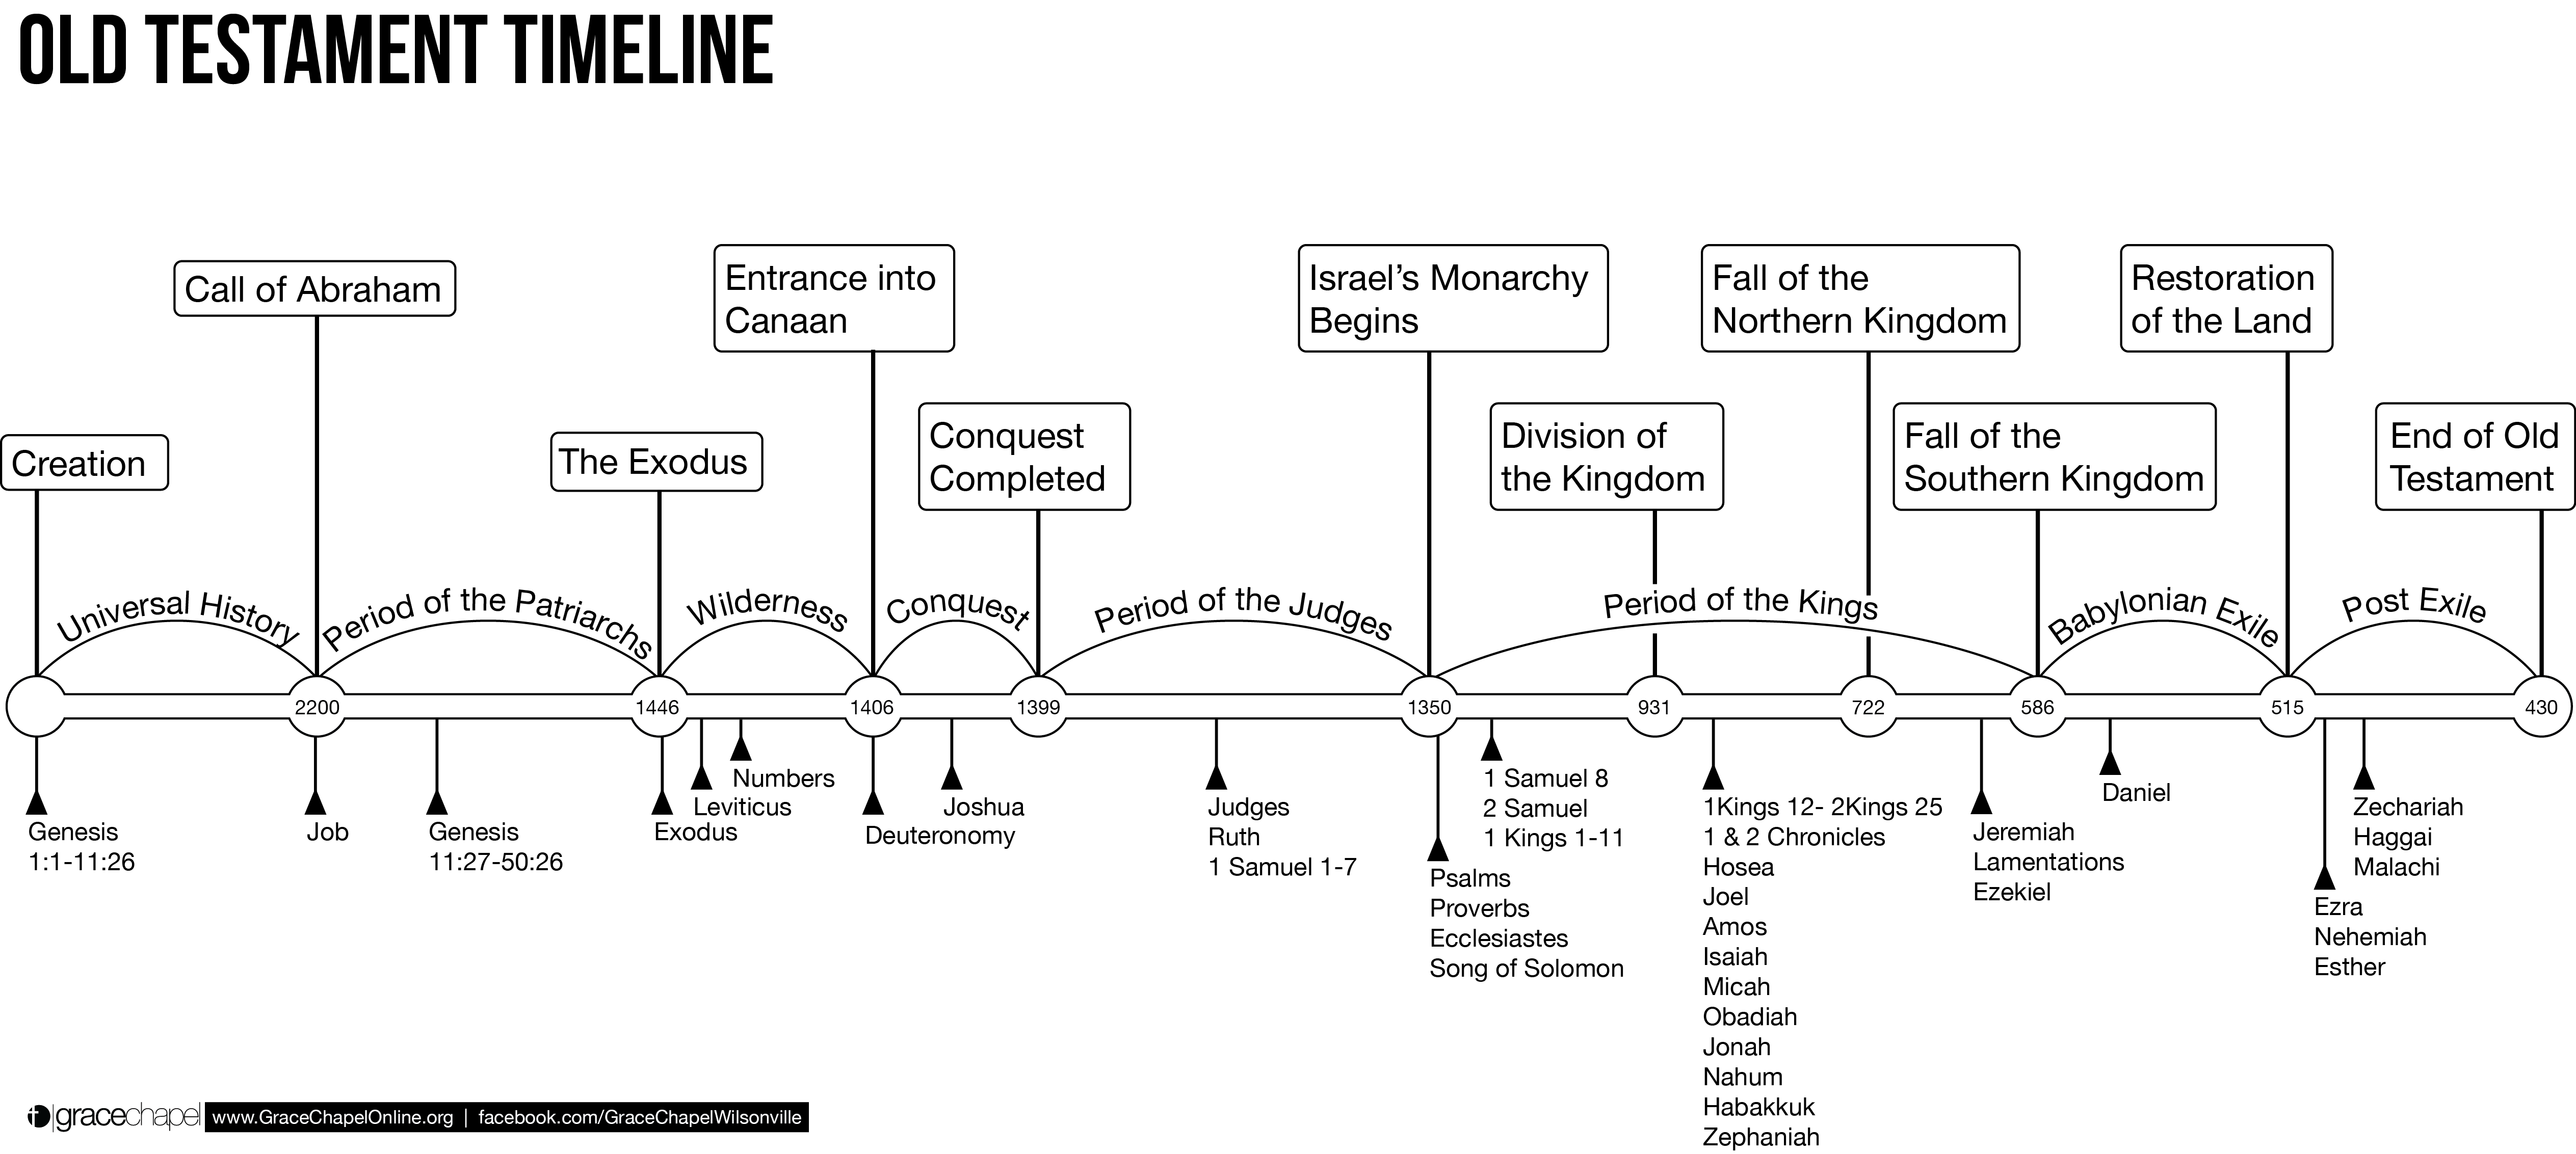 OLD TESTAMENT TIMELINE
Call of Abraham
Entrance into
Canaan
Israel's Monarchy
Begins
Fall of the
Northern Kingdom
Restoration
of the Land
Creation
The Exodus
Conquest
Completed
Division of
the Kingdom
Fall of the
Southern Kingdom
End of Old
Testament
Universal History
Period of the Patriarchs
Wilderness
Conquest
Period of the Judges
Period of the Kings
Babylonian Exile
Post Exile
2200
1446
1406
1399
1350
931
722
586
515
430
Genesis
1:1-11:26
Job
Genesis
11:27-50:26
Exodus
Leviticus
Numbers
Deuteronomy
Joshua
Judges
Ruth
1 Samuel 1-7
Psalms
Proverbs
Ecclesiastes
Song of Solomon
1 Samuel 8
2 Samuel
1 Kings 1-11
1Kings 12- 2Kings 25
1 & 2 Chronicles
Hosea
Joel
Amos
Isaiah
Micah
Obadiah
Jonah
Nahum
Habakkuk
Zephaniah
Jeremiah
Lamentations
Ezekiel
Daniel
Ezra
Nehemiah
Esther
Zechariah
Haggai
Malachi
gracechapel www.GraceChapelOnline.org | facebook.com/GraceChapelWilsonville